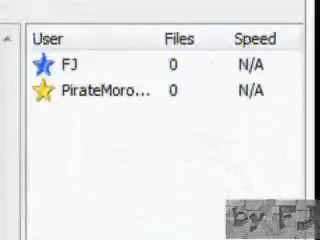 User Files Speed
FJ 0 N/A
PirateMoro... 0 N/A
by FJ